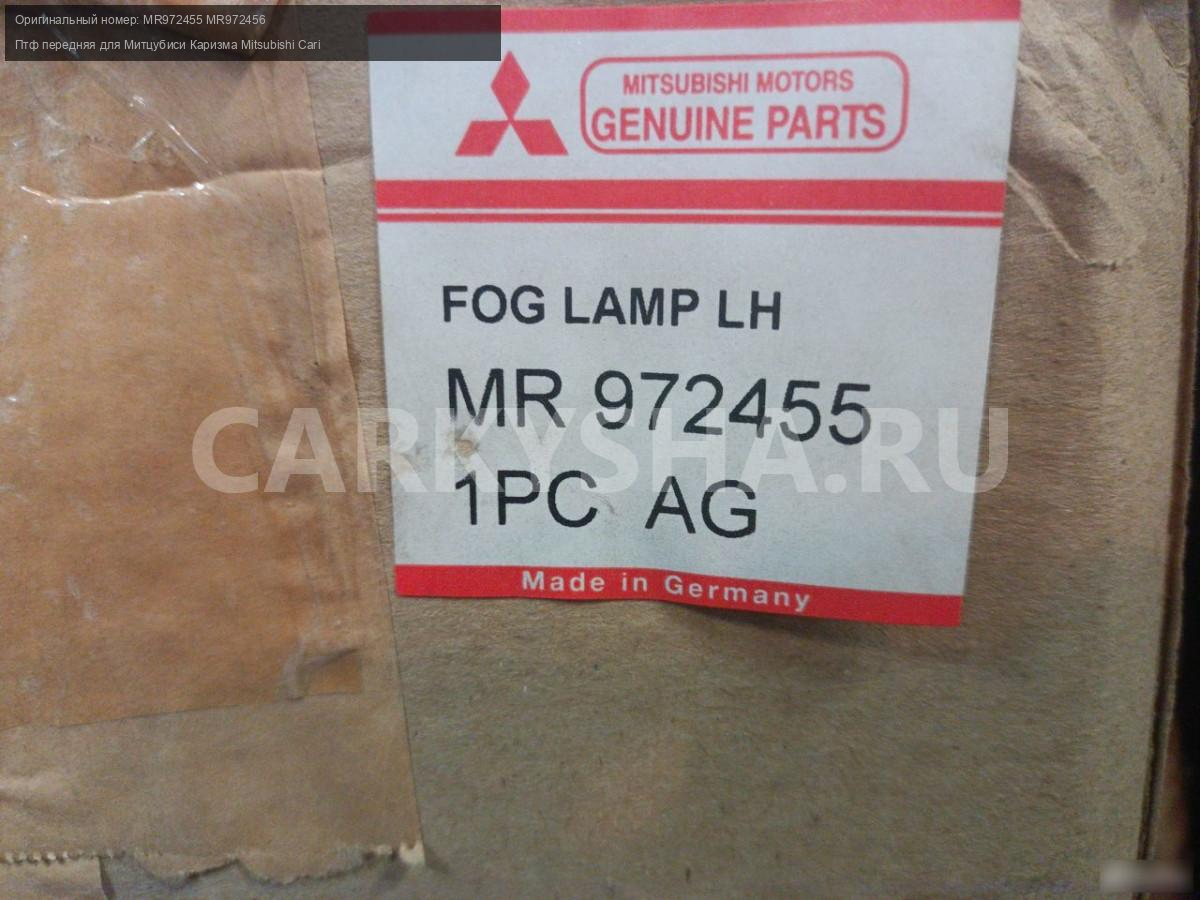 Оригинальный номер: MR972455 MR972456
Птф передняя для Митцубиси Каризма Mitsubishi Cari
MITSUBISHI MOTORS
GENUINE PARTS
FOG LAMP LH
MR 972455
CARKYSHA.RU
1PC AG
Made in Germany